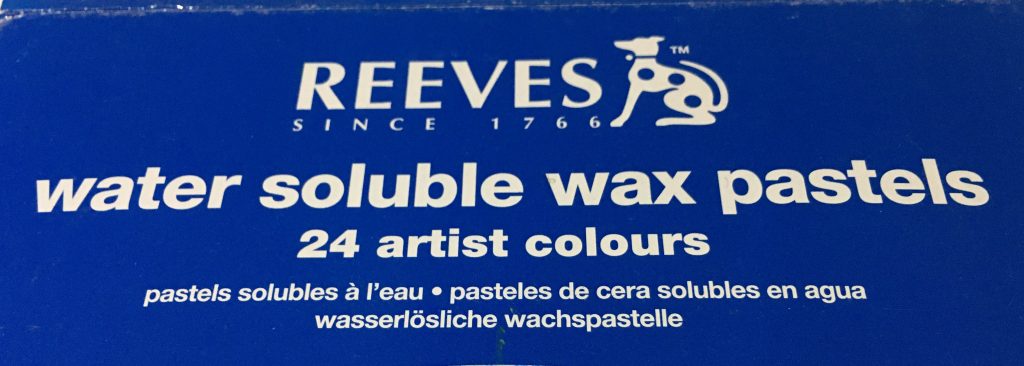 REEVES™
SINCE 1766
water soluble wax pastels
24 artist colours
pastels solubles à l'eau • pasteles de cera solubles en agua
wasserlösliche wachspastelle